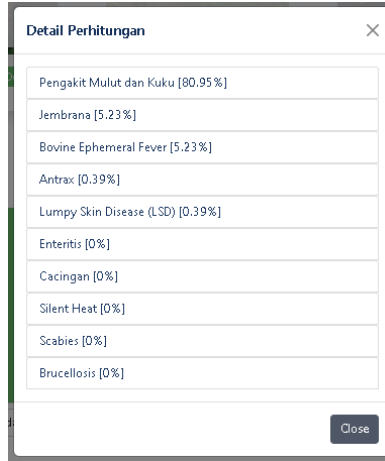 Detail Perhitungan
Pengakit Mulut dan Kuku [80.95%]
Jembrana [5.23%]
Bovine Ephemeral Fever [5.23%]
Antrax [0.39%]
Lumpy Skin Disease (LSD) [0.39%]
Enteritis [0%]
Cacingan [0%]
Silent Heat [0%]
Scabies [0%]
Brucellosis [0%]
Close